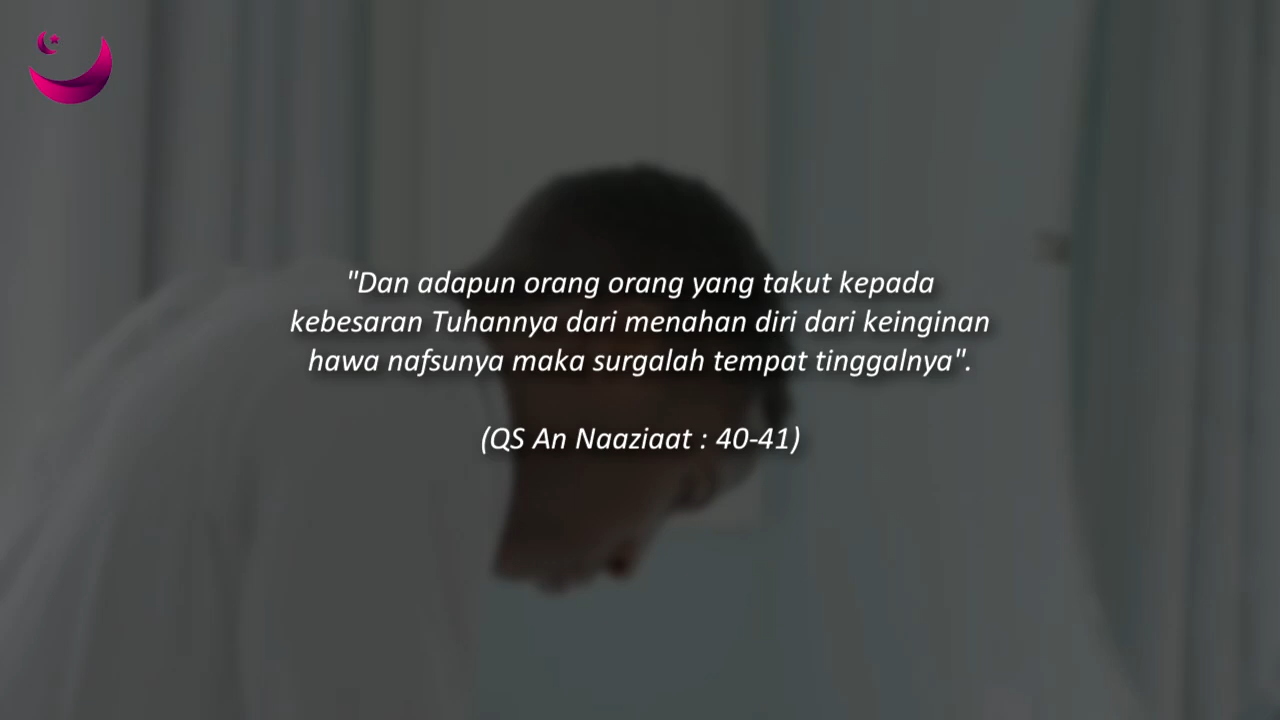 "Dan adapun orang orang yang takut kepada
kebesaran Tuhannya dari menahan diri dari keinginan
hawa nafsunya maka surgalah tempat tinggalnya".
(QS An Naaziaat : 40-41)